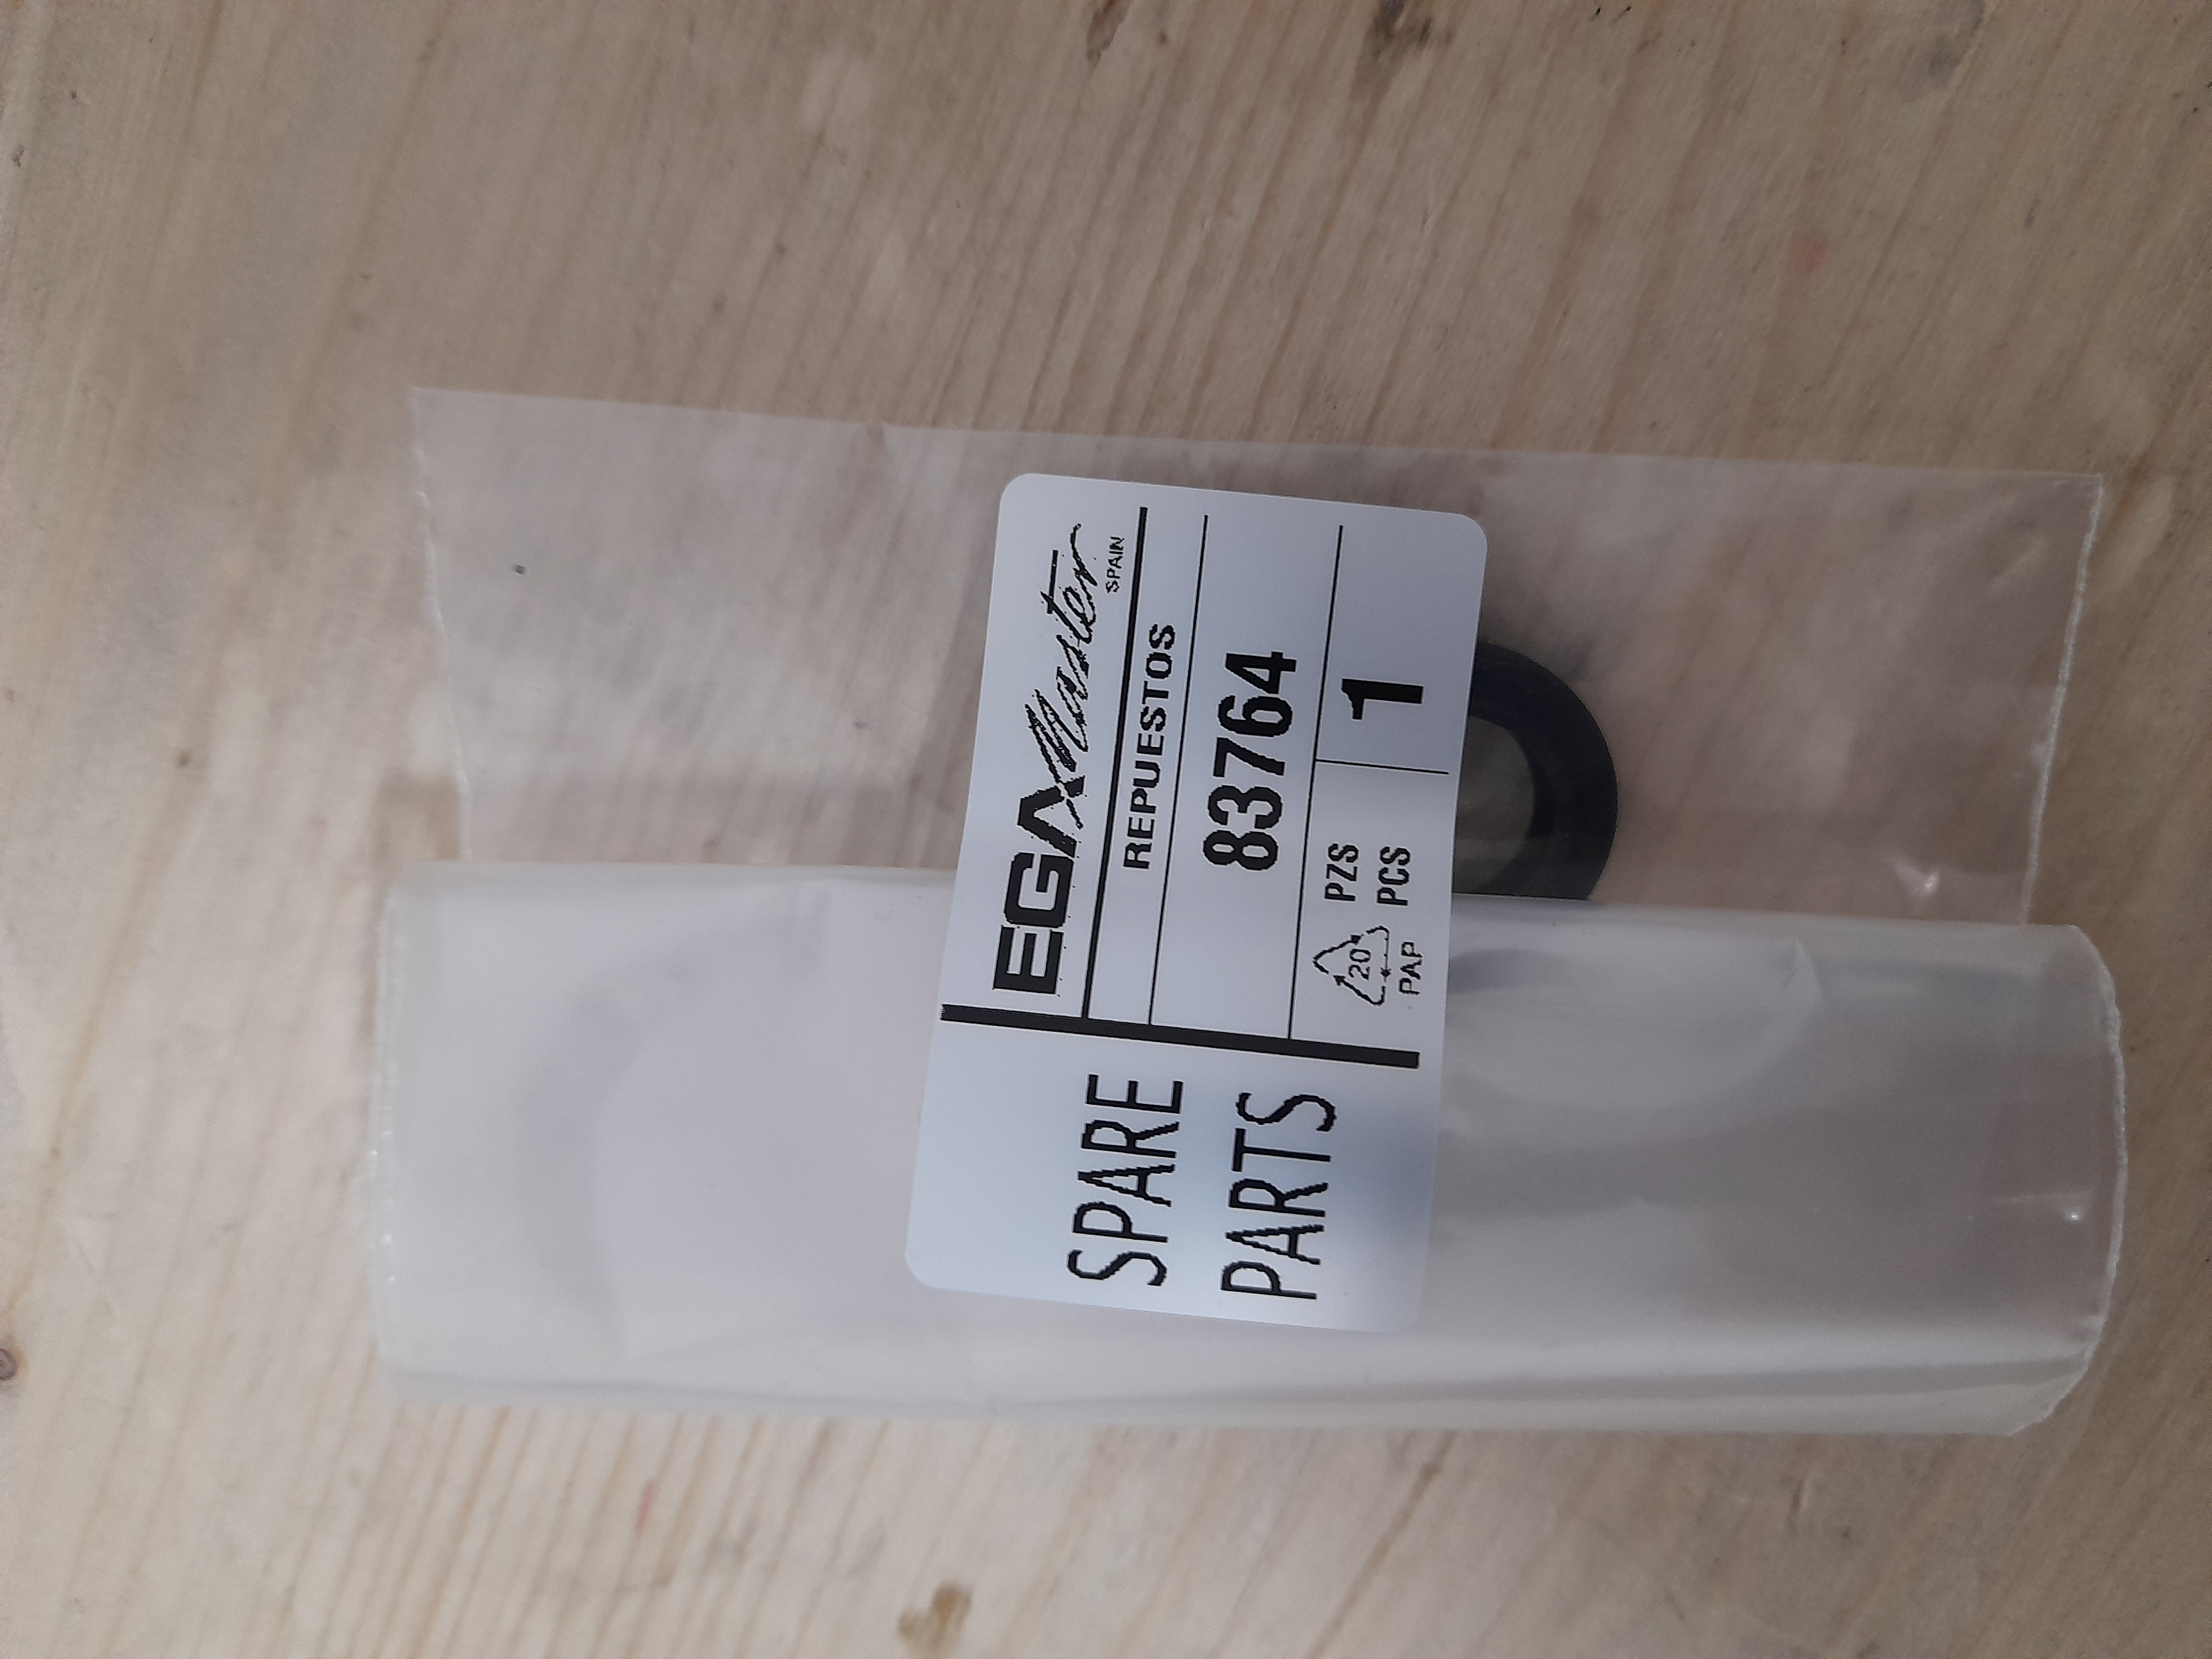 SPARE
PARTS
EGA Master
SPAIN
REPUESTOS
83764
20
PAP
PZS
PCS
1